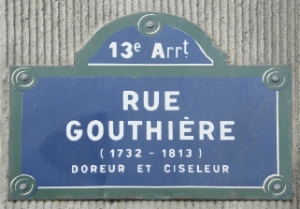 13e Arrt
RUE
GOUTHIÈRE
(1732 - 1813)
DOREUR ET CISELEUR